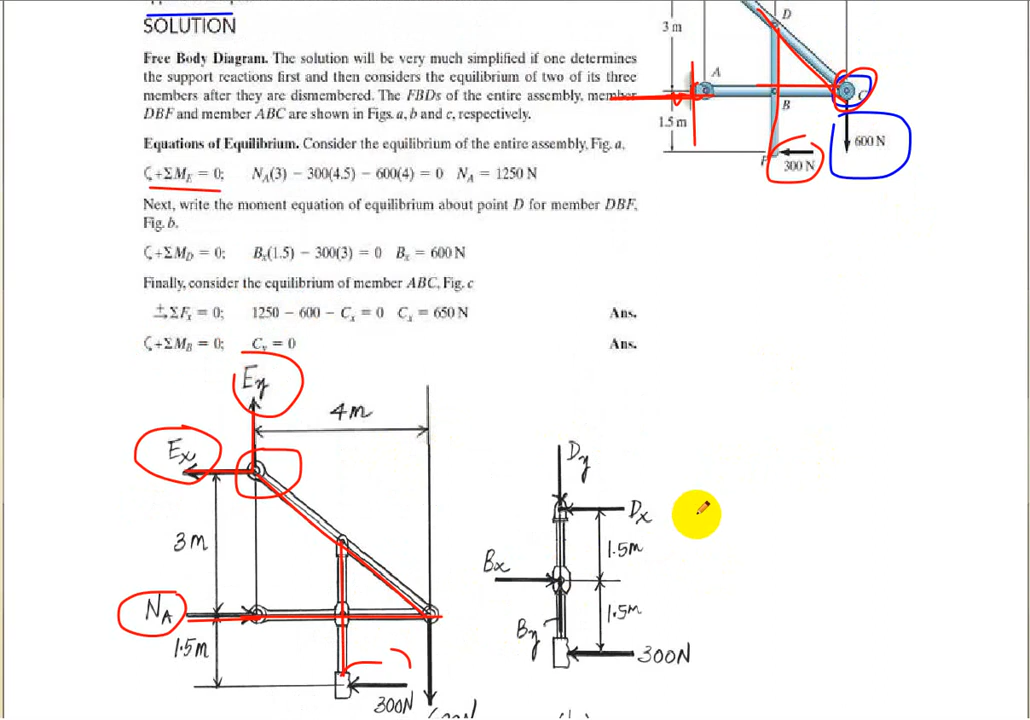 SOLUTION
Free Body Diagram. The solution will be very much simplified if one determines
the support reactions first and then considers the equilibrium of two of its three
members after they are dismembered. The FBDs of the entire assembly, member
DBF and member ABC are shown in Figs. a, b and c, respectively.
Equations of Equilibrium. Consider the equilibrium of the entire assembly, Fig. a,
ζ+ΣM_E = 0; N_A(3) − 300(4.5) − 600(4) = 0 N_A = 1250 N
Next, write the moment equation of equilibrium about point D for member DBF,
Fig. b.
ζ+ΣM_D = 0; B_x(1.5) − 300(3) = 0 B_x = 600 N
Finally, consider the equilibrium of member ABC, Fig. c
ΣF_x = 0; 1250 − 600 − C_x = 0 C_x = 650 N Ans.
ζ+ΣM_B = 0; C_y = 0 Ans.
D
3 m
A
C
B
1.5 m
600 N
F
300 N
Ey
4m
Ex
3m
NA
1.5m
300N
Dy
Dx
1.5m
Bx
1.5m
By
300N